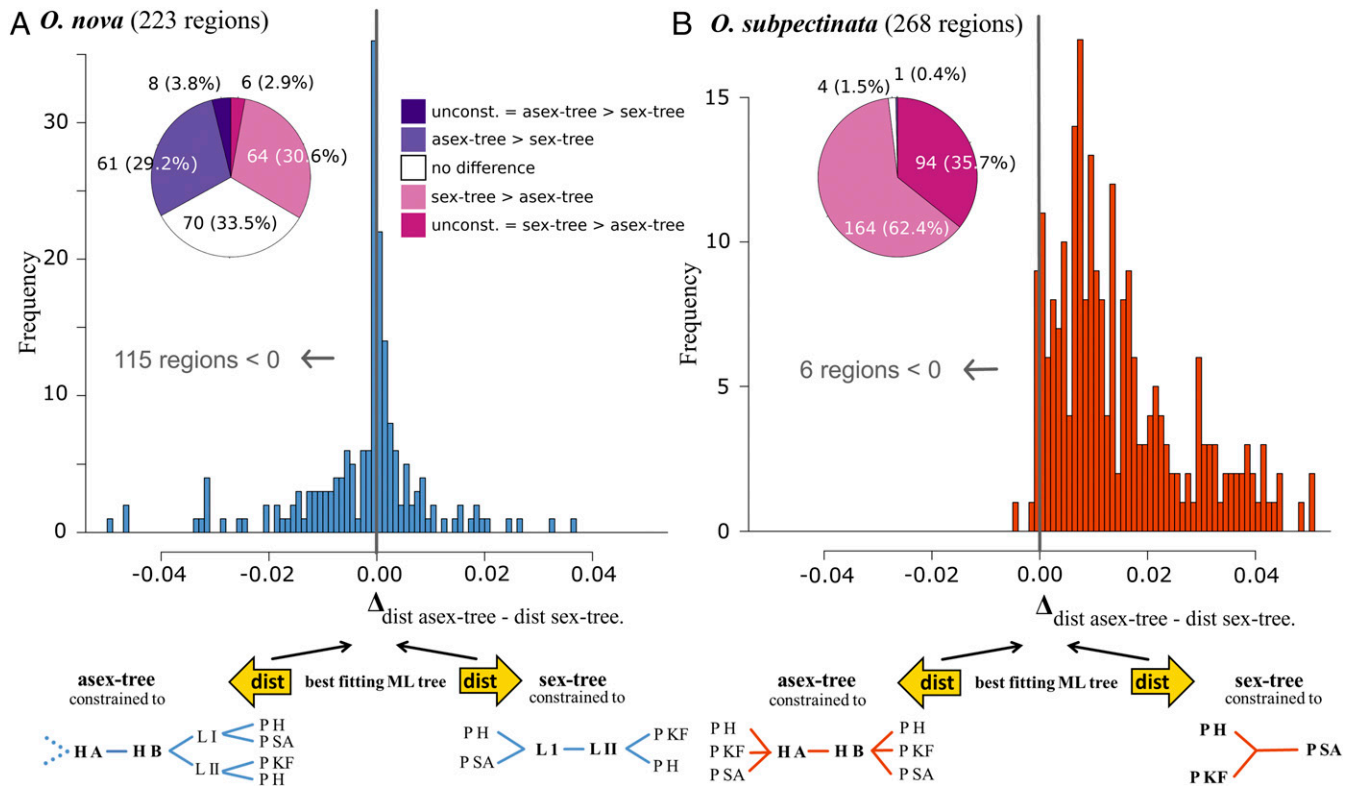 A O. nova (223 regions)
8 (3.8%)
6 (2.9%)
61 (29.2%)
64 (30.6%)
70 (33.5%)
unconst. = asex-tree > sex-tree
asex-tree > sex-tree
no difference
sex-tree > asex-tree
unconst. = sex-tree > asex-tree
Frequency
30
20
10
0
115 regions < 0 ←
-0.04 -0.02 0.00 0.02 0.04
Δ dist asex-tree - dist sex-tree.
asex-tree
constrained to
dist
best fitting ML tree
dist
sex-tree
constrained to
H A H B
L I
L II
P H
P SA
P KF
P H
P H
P SA
L 1 L II
P KF
P H
B O. subpectinata (268 regions)
4 (1.5%)
1 (0.4%)
94 (35.7%)
164 (62.4%)
Frequency
15
10
5
0
6 regions < 0 ←
-0.04 -0.02 0.00 0.02 0.04
Δ dist asex-tree - dist sex-tree.
asex-tree
constrained to
dist
best fitting ML tree
dist
sex-tree
constrained to
P H
P KF
P SA
H A H B
P H
P KF
P SA
P H
P KF
P SA